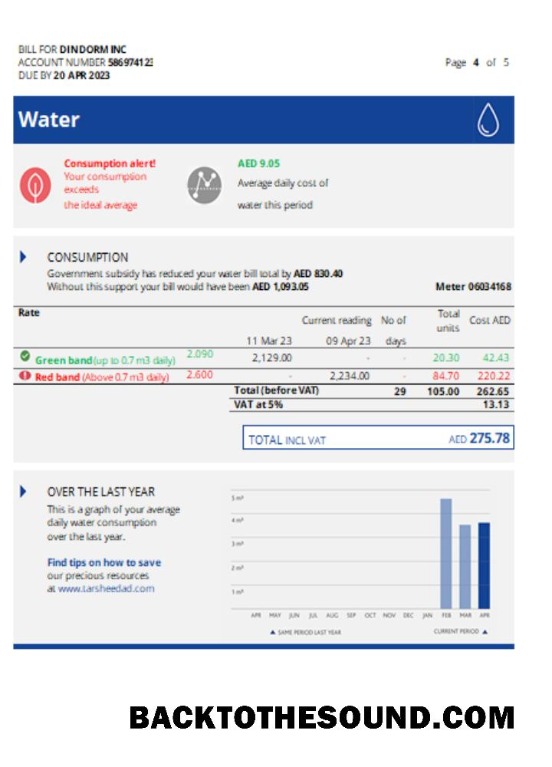 BILL FOR DINDORM INC
ACCOUNT NUMBER 586974123
DUE BY 20 APR 2023
Page 4 of 5
Water
Consumption alert!
Your consumption
exceeds
the ideal average
AED 9.05
Average daily cost of
water this period
CONSUMPTION
Government subsidy has reduced your water bill total by AED 830.40
Without this support your bill would have been AED 1,093.05
Meter 06034168
Rate
Current reading No of Total units Cost AED
11 Mar 23 09 Apr 23 days
Green band (up to 0.7 m3 daily) 2.090 2,129.00 - - 20.30 42.43
Red band (Above 0.7 m3 daily) 2.600 - 2,234.00 - 84.70 220.22
Total (before VAT) 29 105.00 262.65
VAT at 5% 13.13
TOTAL INCL VAT AED 275.78
OVER THE LAST YEAR
This is a graph of your average
daily water consumption
over the last year.
Find tips on how to save
our precious resources
at www.tarsheedad.com
5 m³
4 m³
3 m³
2 m³
1 m³
APR MAY JUN JUL AUG SEP OCT NOV DEC JAN FEB MAR APR
▲ SAME PERIOD LAST YEAR CURRENT PERIOD ▲
BACKTOTHESOUND.COM